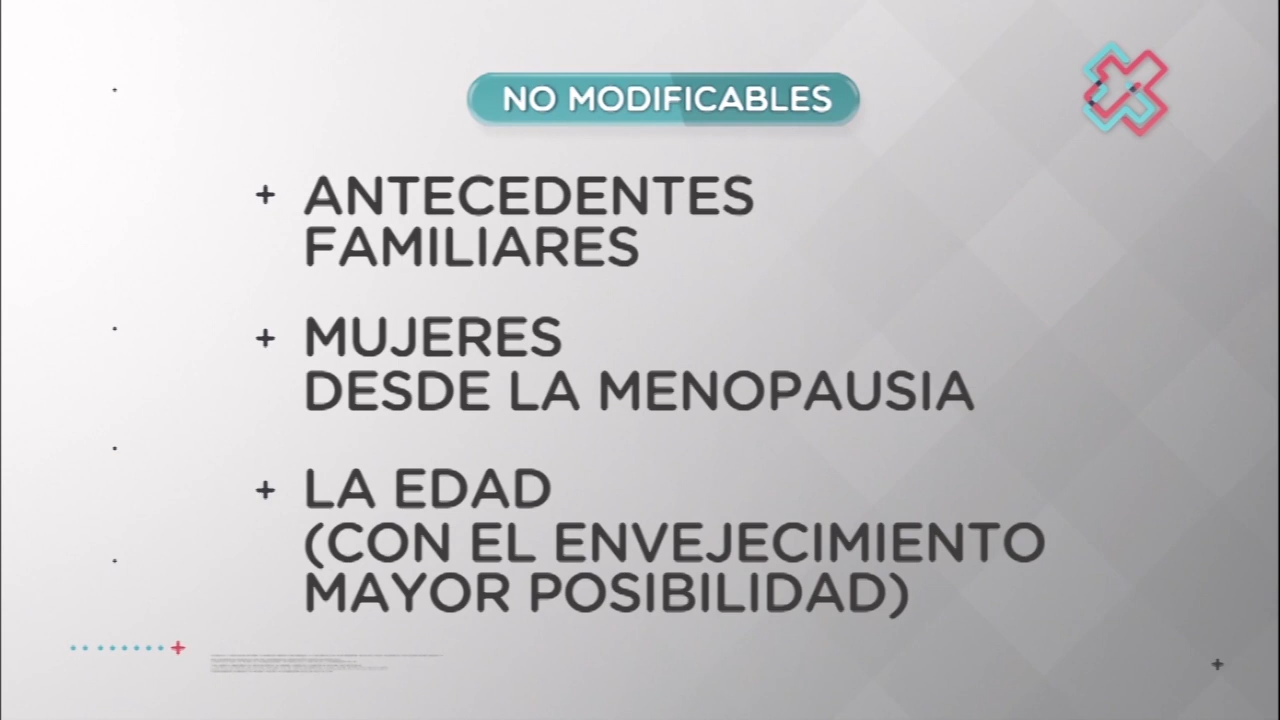 NO MODIFICABLES
+ ANTECEDENTES
FAMILIARES
+ MUJERES
DESDE LA MENOPAUSIA
+ LA EDAD
(CON EL ENVEJECIMIENTO
MAYOR POSIBILIDAD)